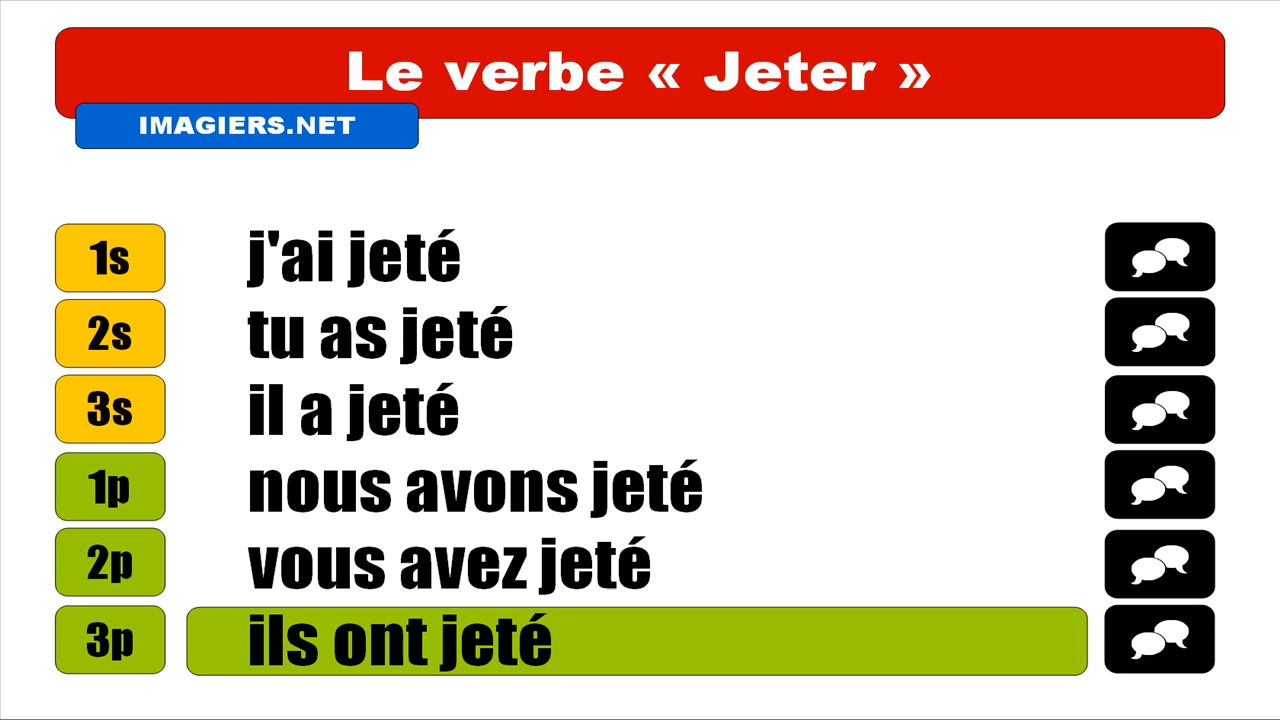 Le verbe « Jeter »
IMAGIERS.NET
1s j'ai jeté
2s tu as jeté
3s il a jeté
1p nous avons jeté
2p vous avez jeté
3p ils ont jeté